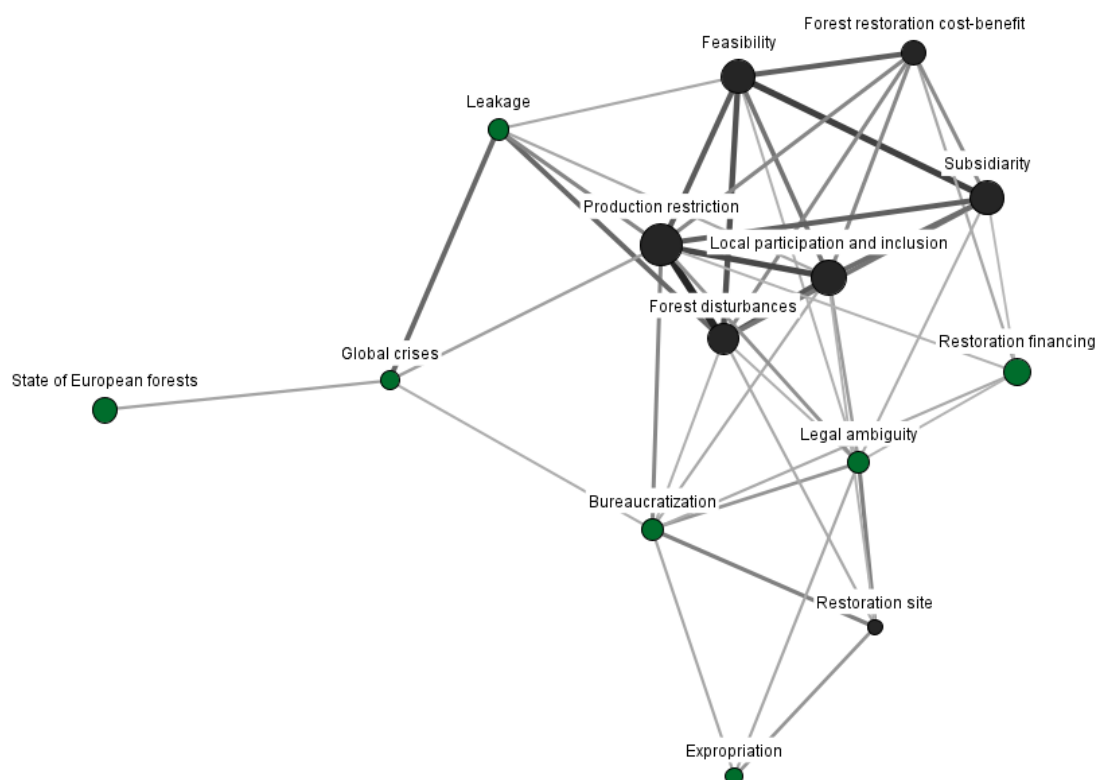 Forest restoration cost-benefit
Feasibility
Leakage
Subsidiarity
Production restriction
Local participation and inclusion
Forest disturbances
Restoration financing
Global crises
State of European forests
Legal ambiguity
Bureaucratization
Restoration site
Expropriation